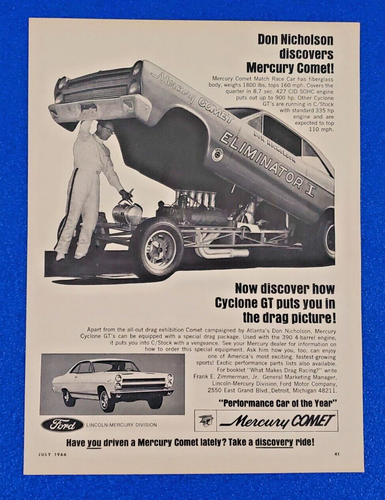 Don Nicholson
discovers
Mercury Comet!
Mercury Comet Match Race Car has fiberglass
body, weighs 1800 lbs, tops 160 mph. Covers the
quarter in 8.7 sec. 427 CID SOHC engine
puts out up to 900 hp. Other Cyclone
GT's are running in C/Stock
with standard 335 hp
engine and are
expected to top
110 mph.
Mercury Comet
DON NICHOLSON
ELIMINATOR I
Now discover how
Cyclone GT puts you in
the drag picture!
Apart from the all-out drag exhibition Comet campaigned by Atlanta's Don Nicholson, Mercury
Cyclone GT's can be equipped with a special drag package. Used with the 390 4-barrel engine,
it puts you into C/Stock with a vengeance. See your Mercury dealer for information on
how to order this special equipment. Ask him how you, too, can enjoy
one of America's most exciting, fastest-growing
sports! Exotic performance parts lists also available.
For booklet "What Makes Drag Racing?" write
Frank E. Zimmerman, Jr. General Marketing Manager,
Lincoln-Mercury Division, Ford Motor Company,
2550 East Grand Blvd., Detroit, Michigan 48211.
"Performance Car of the Year"
Ford
LINCOLN-MERCURY DIVISION
Mercury COMET
Have you driven a Mercury Comet lately? Take a discovery ride!
JULY 1966
41